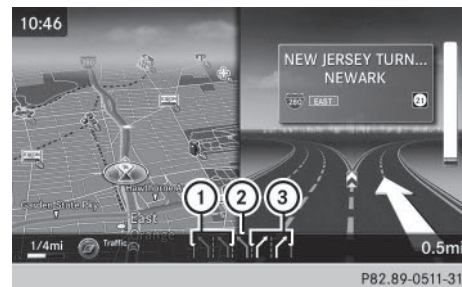 10:46
280
NEW JERSEY TURN...
NEWARK
280 EAST 21
Hawthorne A
Garden State Pky
East
Orange
1 2 3
1/4mi Traffic 0.5mi
P82.89-0511-31